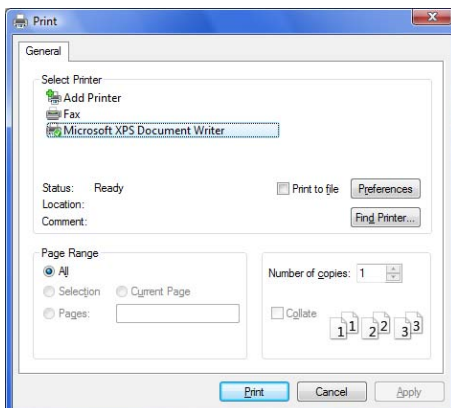 Print
General
Select Printer
Add Printer
Fax
Microsoft XPS Document Writer
Status: Ready
Print to file
Preferences
Location:
Comment:
Find Printer...
Page Range
All
Selection
Current Page
Pages:
Number of copies: 1
Collate
1 1 2 2 3 3
Print
Cancel
Apply